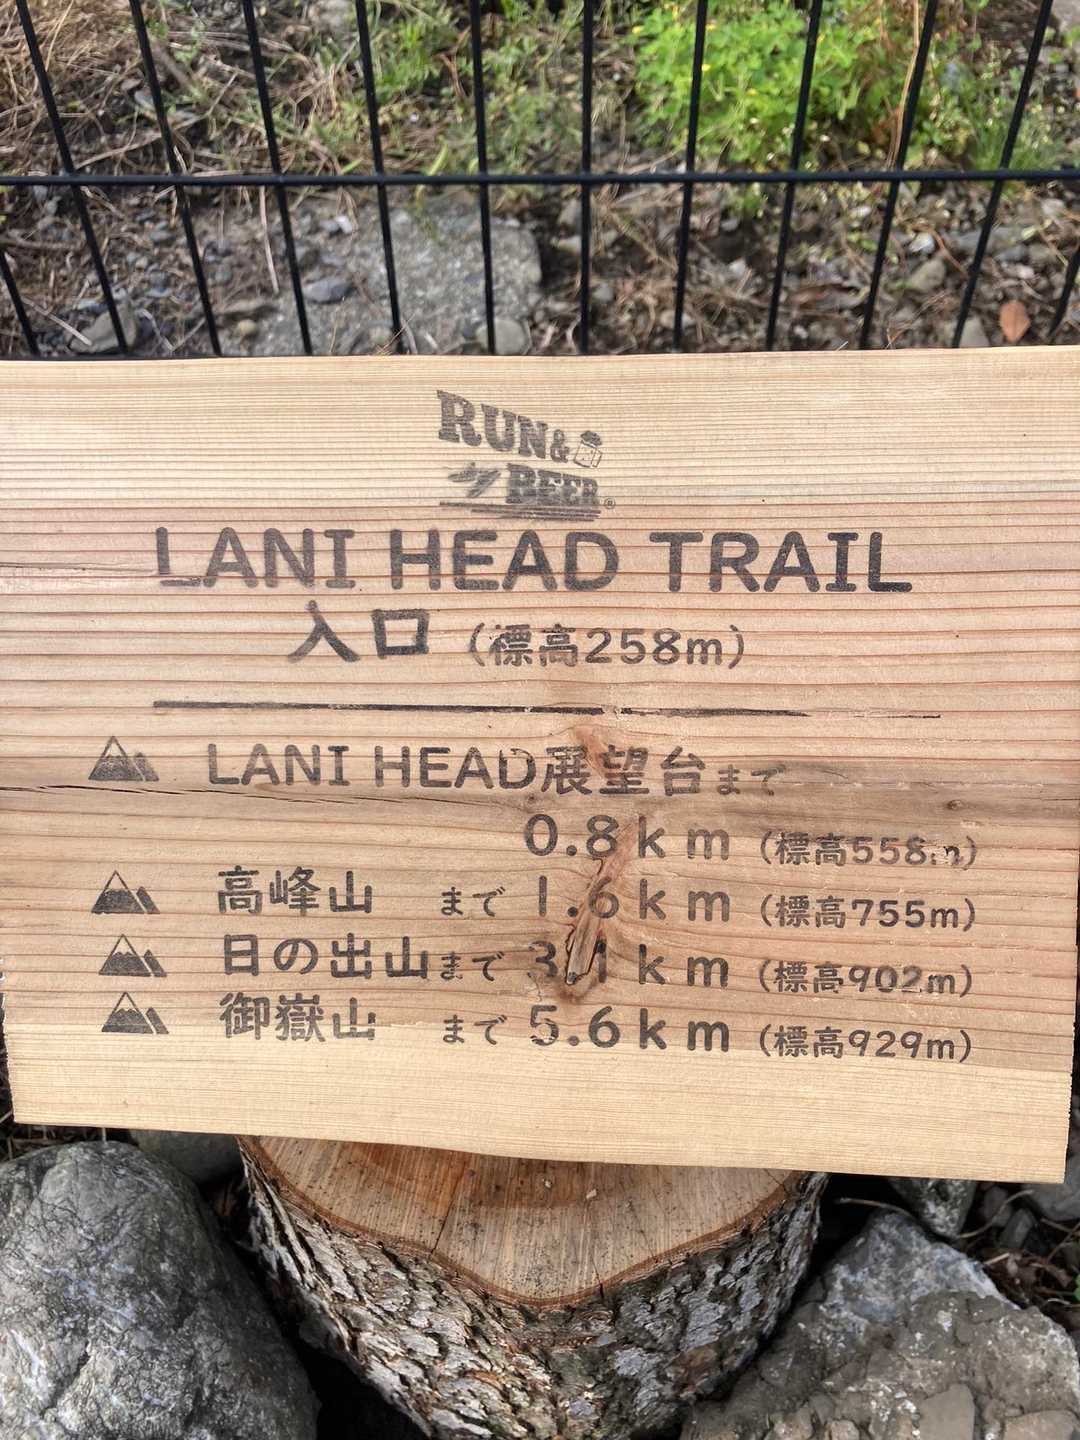 RUN&
BEER®
LANI HEAD TRAIL
入口 (標高258m)
LANI HEAD展望台まで
0.8km (標高558m)
高峰山 まで 1.6km (標高755m)
日の出山まで 3.1km (標高902m)
御嶽山 まで 5.6km (標高929m)